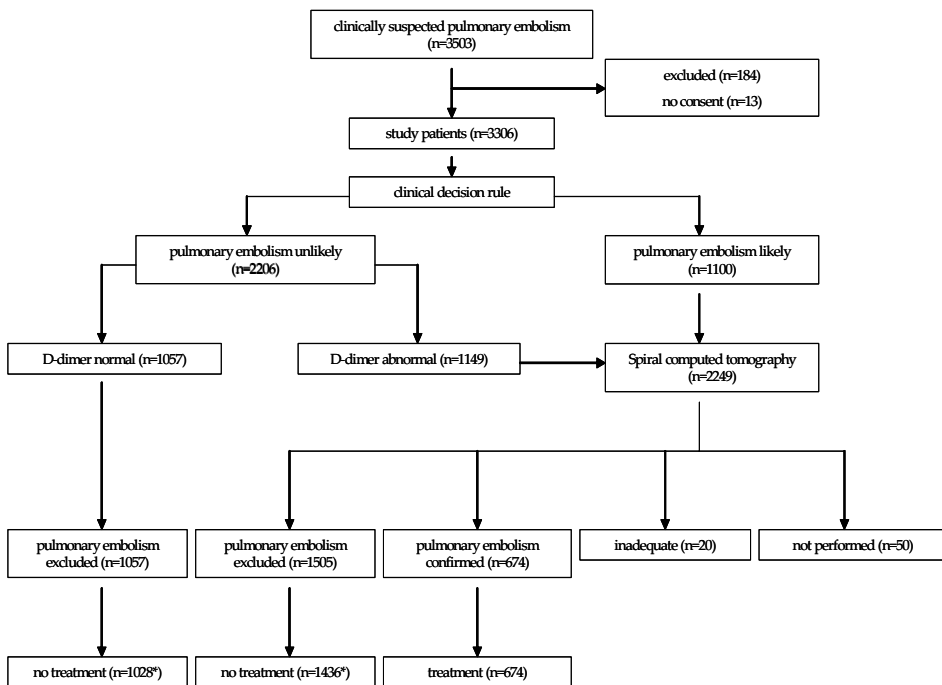 clinically suspected pulmonary embolism
(n=3503)
excluded (n=184)
no consent (n=13)
study patients (n=3306)
clinical decision rule
pulmonary embolism unlikely
(n=2206)
pulmonary embolism likely
(n=1100)
D-dimer normal (n=1057)
D-dimer abnormal (n=1149)
Spiral computed tomography
(n=2249)
pulmonary embolism
excluded (n=1057)
pulmonary embolism
excluded (n=1505)
pulmonary embolism
confirmed (n=674)
inadequate (n=20)
not performed (n=50)
no treatment (n=1028*)
no treatment (n=1436*)
treatment (n=674)